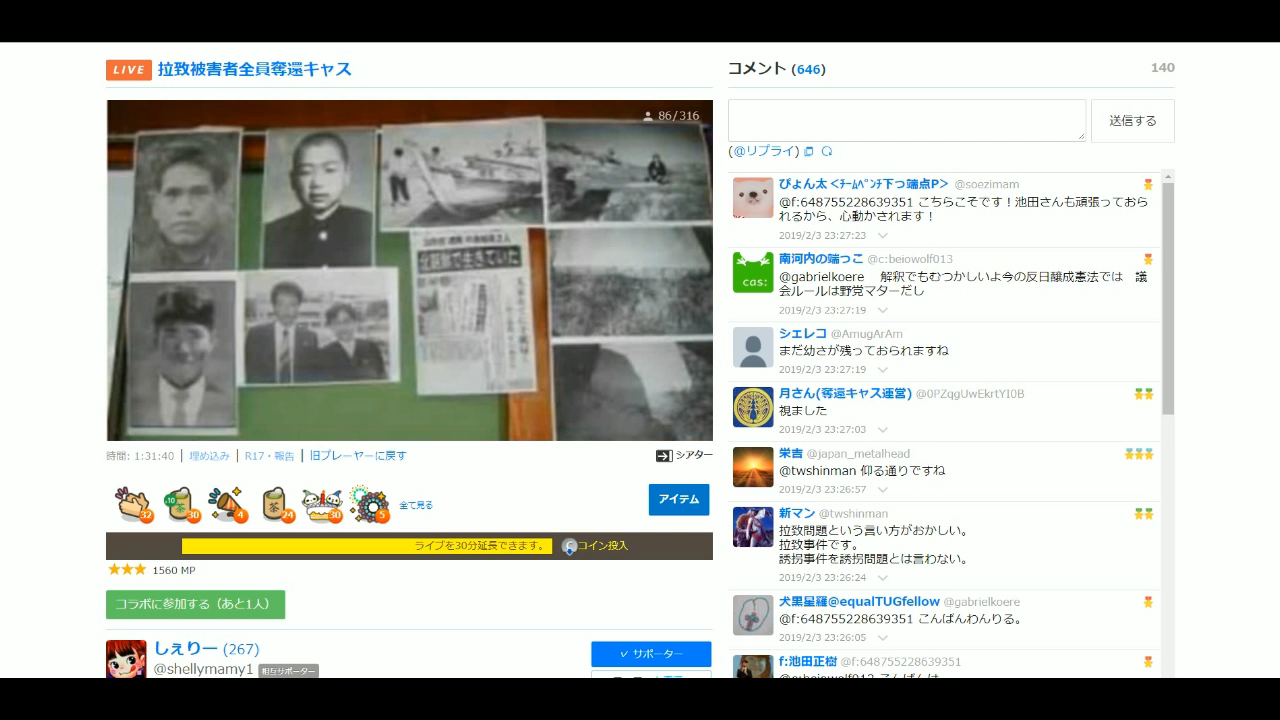 LIVE 拉致被害者全員奪還キャス
86/316
北朝鮮で生きていた
時間: 1:31:40 | 埋め込み | R17・報告 | 旧プレーヤーに戻す
シアター
32
+10
30
4
茶
24
30
5
全て見る
アイテム
ライブを30分延長できます。
C コイン投入
★★★ 1560 MP
コラボに参加する（あと1人）
しぇりー (267)
@shellymamy1 相互サポーター
✓ サポーター
コメント (646)
140
送信する
(@リプライ)
ぴょん太<ﾁｰﾑﾍﾟﾝﾁ下っ端点P> @soezimam
@f:648755228639351 こちらこそです！池田さんも頑張っておら
れるから、心動かされます！
2019/2/3 23:27:23
cas:
南河内の端っこ @c:beiowolf013
@gabrielkoere　解釈でもむつかしいよ今の反日醸成憲法では　議
会ルールは野党マターだし
2019/2/3 23:27:19
シェレコ @AmugArAm
まだ幼さが残っておられますね
2019/2/3 23:27:19
月さん(奪還キャス運営) @0PZqgUwEkrtYI0B
視ました
2019/2/3 23:27:03
栄吉 @japan_metalhead
@twshinman 仰る通りですね
2019/2/3 23:26:57
新マン @twshinman
拉致問題という言い方がおかしい。
拉致事件です。
誘拐事件を誘拐問題とは言わない。
2019/2/3 23:26:24
犬黒星羅@equalTUGfellow @gabrielkoere
@f:648755228639351 こんばんわんりる。
2019/2/3 23:26:05
f:池田正樹 @f:648755228639351
@c:beiowolf013 こんばんは